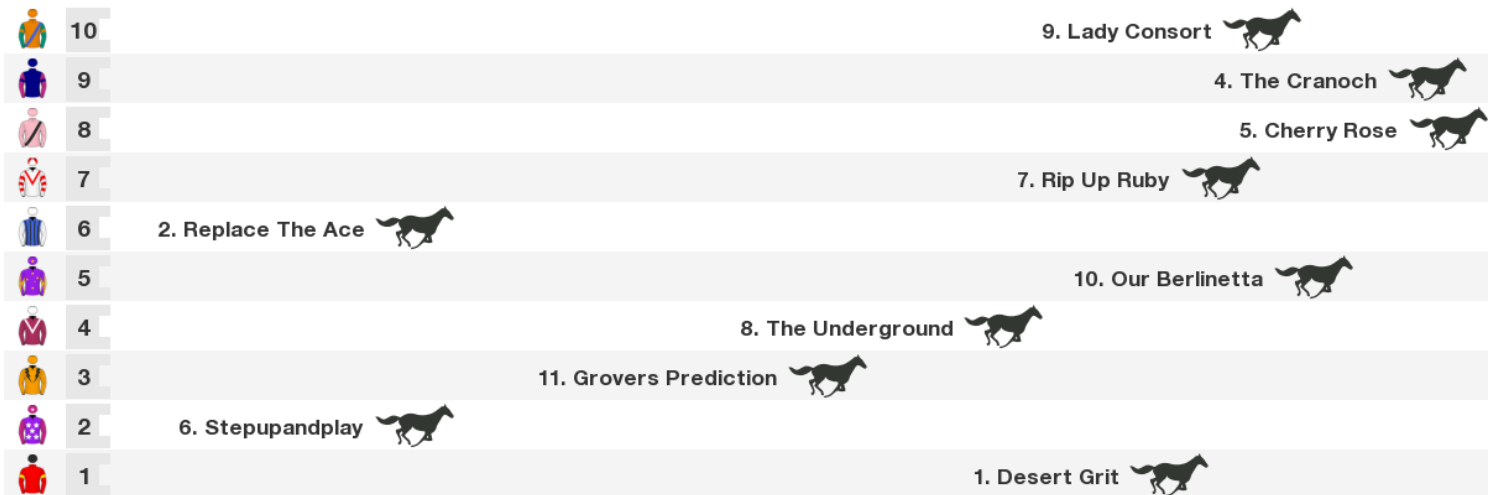 10 9. Lady Consort
9 4. The Cranoch
8 5. Cherry Rose
7 7. Rip Up Ruby
6 2. Replace The Ace
5 10. Our Berlinetta
4 8. The Underground
3 11. Grovers Prediction
2 6. Stepupandplay
1 1. Desert Grit